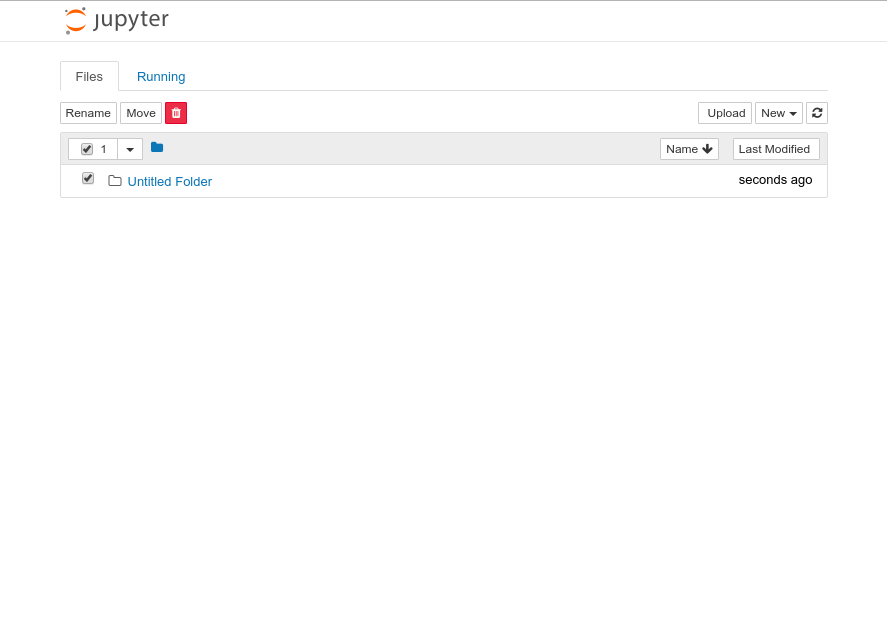 jupyter
Files Running
Rename Move Upload New
1 Name Last Modified
Untitled Folder seconds ago